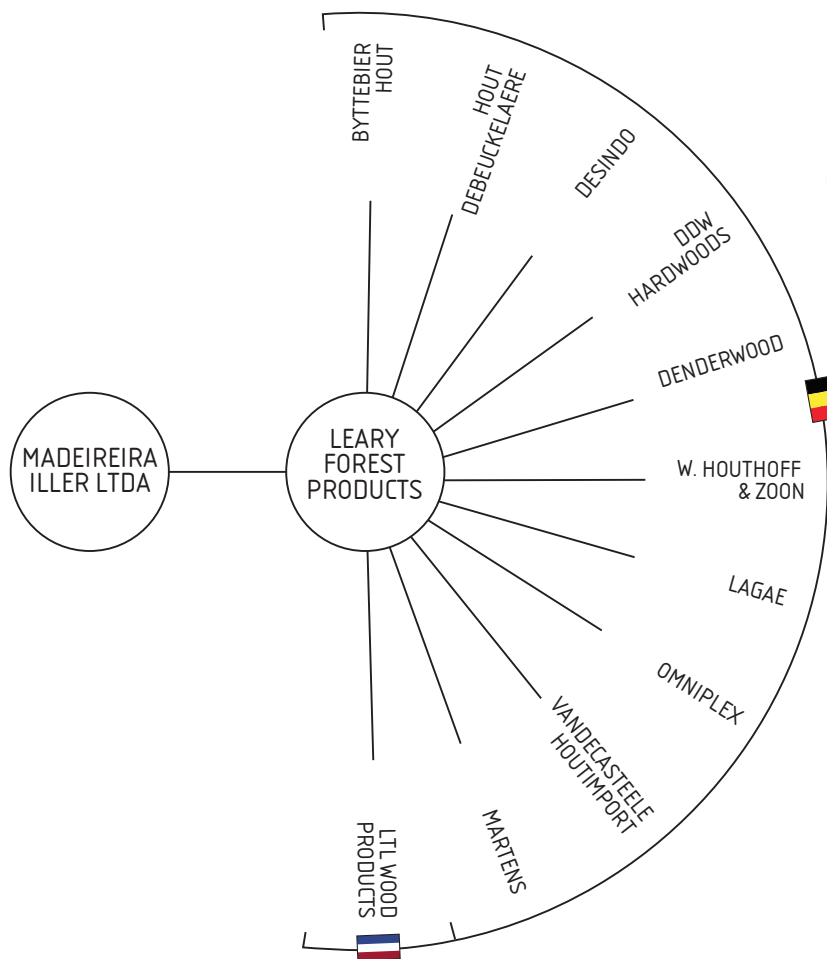 MADEIREIRA
ILLER LTDA
LEARY
FOREST
PRODUCTS
BYTTEBIER
HOUT
HOUT
DEBEUCKELAERE
DESINDO
DDW
HARDWOODS
DENDERWOOD
W. HOUTHOFF
& ZOON
LAGAE
OMNIPLEX
VANDECASTEELE
HOUTIMPORT
MARTENS
LTL WOOD
PRODUCTS